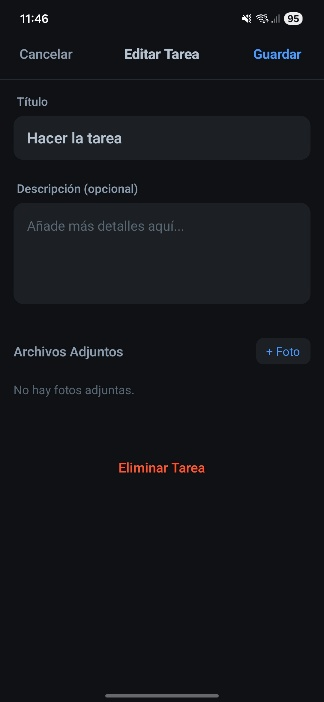 11:46
95
Cancelar
Editar Tarea
Guardar
Título
Hacer la tarea
Descripción (opcional)
Añade más detalles aquí...
Archivos Adjuntos
+ Foto
No hay fotos adjuntas.
Eliminar Tarea